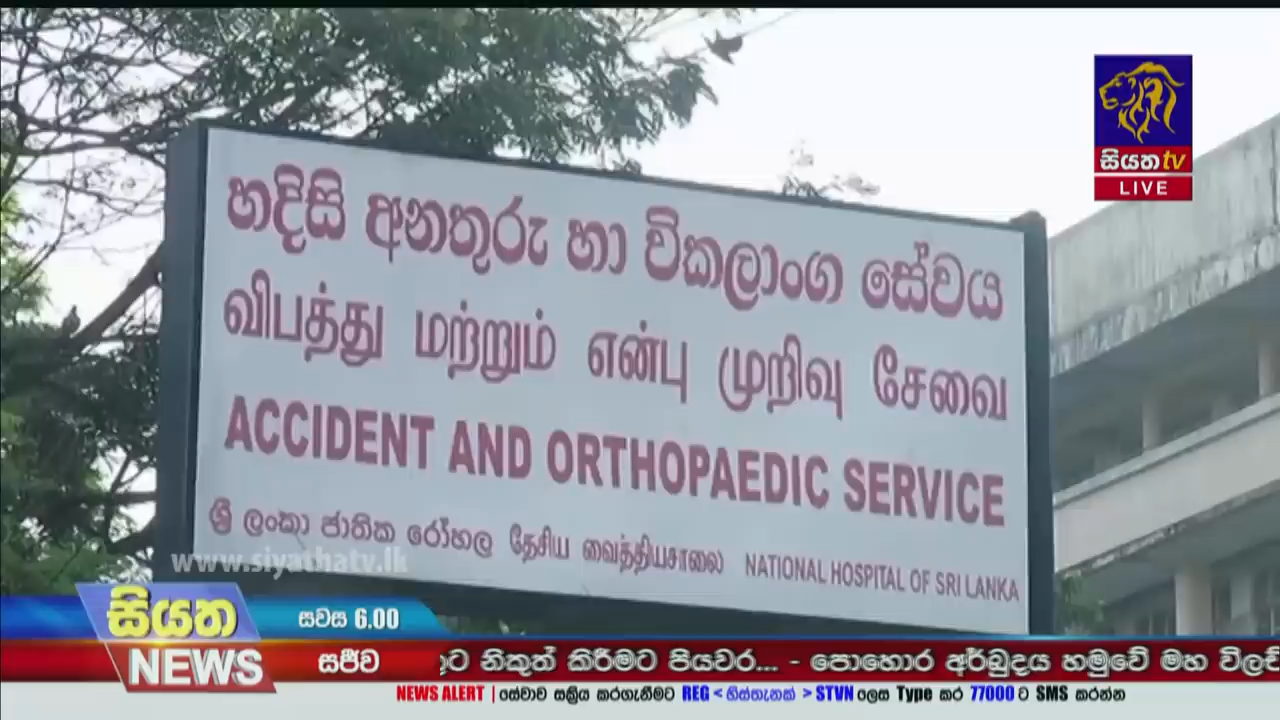 සියත tv
LIVE
හදිසි අනතුරු හා විකලාංග සේවය
விபத்து மற்றும் என்பு முறிவு சேவை
ACCIDENT AND ORTHOPAEDIC SERVICE
ශ්‍රී ලංකා ජාතික රෝහල தேசிய வைத்தியசாலை NATIONAL HOSPITAL OF SRI LANKA
www.siyathatv.lk
සියත
NEWS
සවස 6.00
සජීව
නිකුත් කිරීමට පියවර... - පොහොර අර්බුදය හමුවේ මහ
NEWS ALERT | සේවාව සක්‍රිය කරගැනීමට REG < හිස්තැනක් > STVN ලෙස Type කර 77000 ට SMS කරන්න